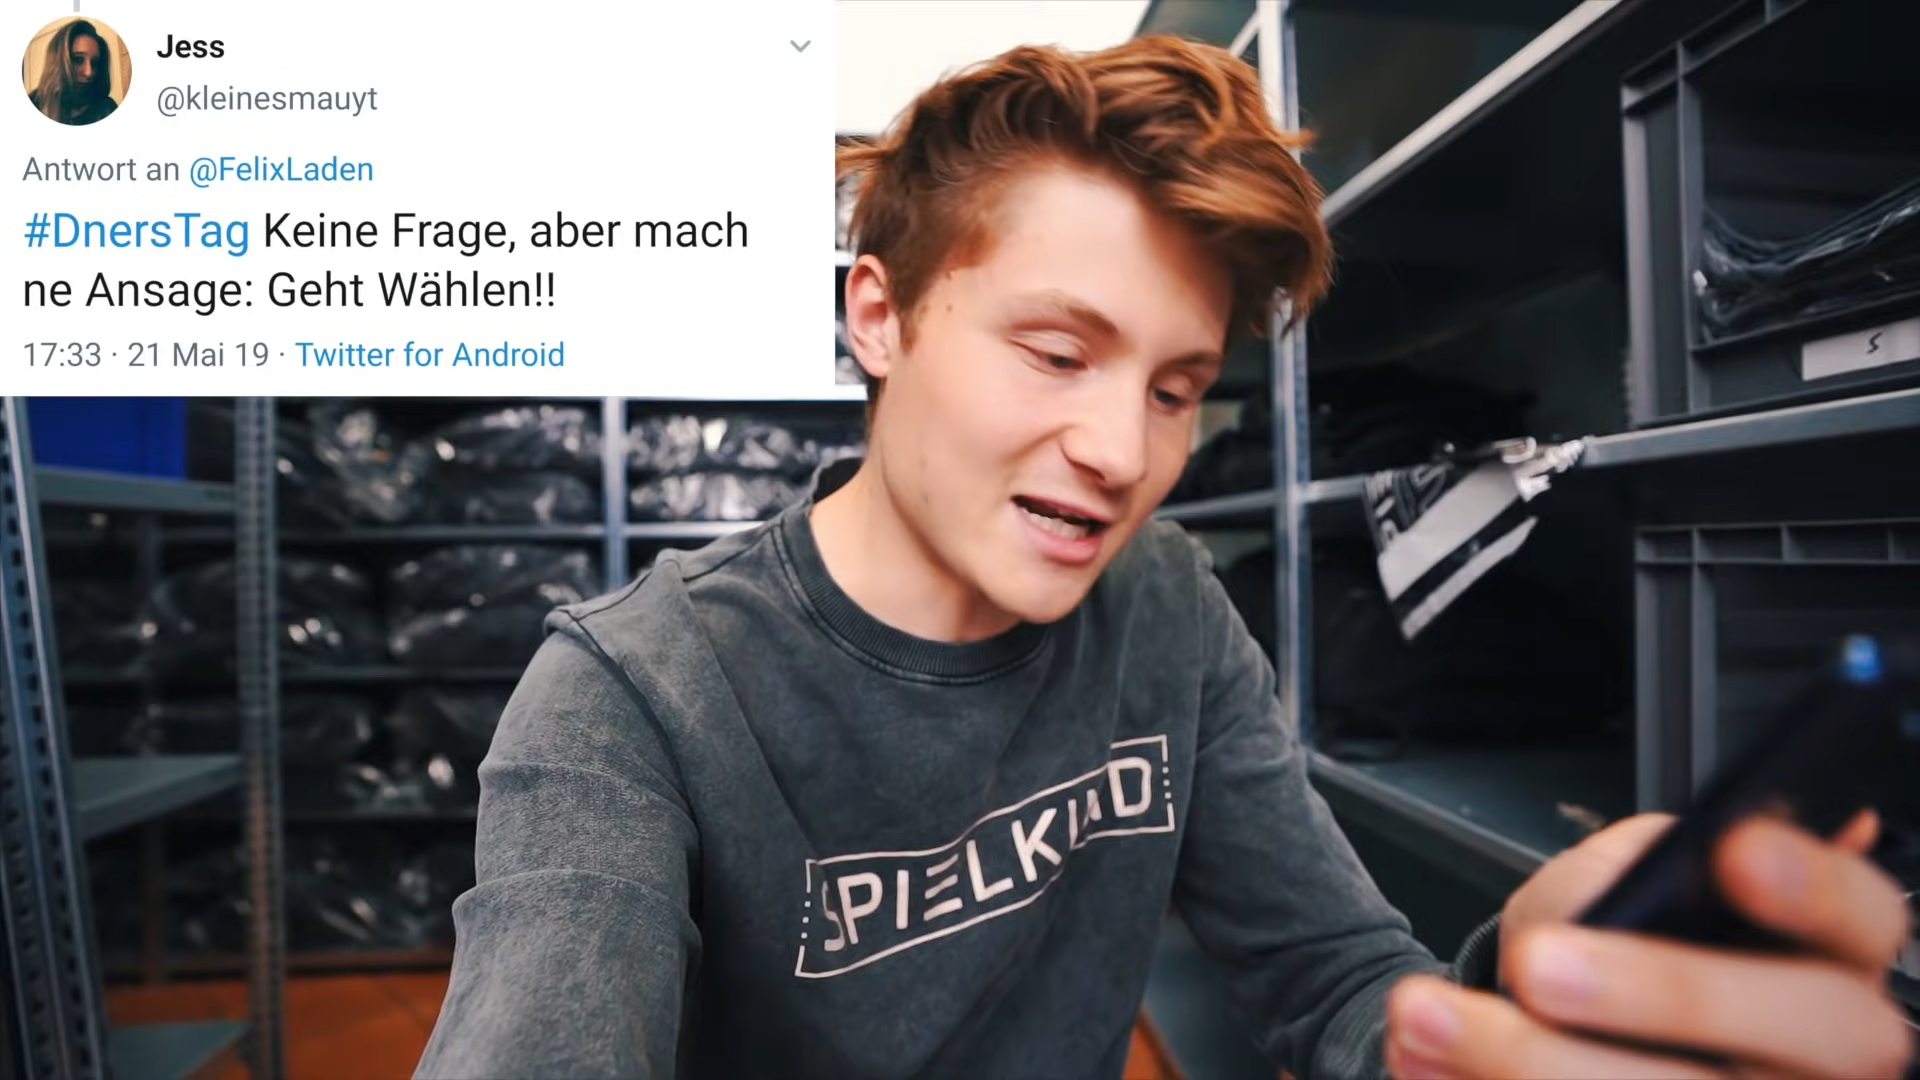 Jess
@kleinesmauyt
Antwort an @FelixLaden
#DnersTag Keine Frage, aber mach
ne Ansage: Geht Wählen!!
17:33 · 21 Mai 19 · Twitter for Android
SPIELKIND
S